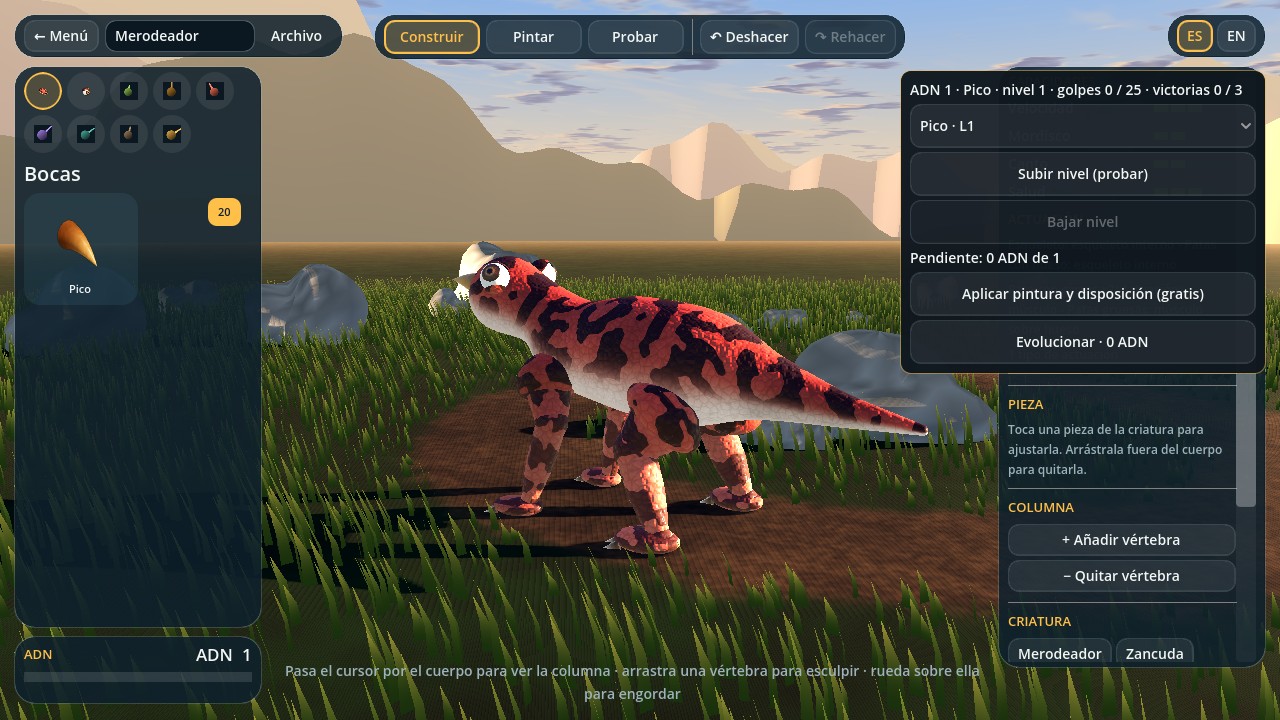 ← Menú
Merodeador
Archivo
Construir
Pintar
Probar
↶ Deshacer
↷ Rehacer
ES
EN
Bocas
20
Pico
ADN
ADN 1
ADN 1 · Pico · nivel 1 · golpes 0 / 25 · victorias 0 / 3
Pico · L1
Subir nivel (probar)
Bajar nivel
Pendiente: 0 ADN de 1
Aplicar pintura y disposición (gratis)
Evolucionar · 0 ADN
PIEZA
Toca una pieza de la criatura para
ajustarla. Arrástrala fuera del cuerpo
para quitarla.
COLUMNA
+ Añadir vértebra
− Quitar vértebra
CRIATURA
Merodeador
Zancuda
Pasa el cursor por el cuerpo para ver la columna · arrastra una vértebra para esculpir · rueda sobre ella
para engordar